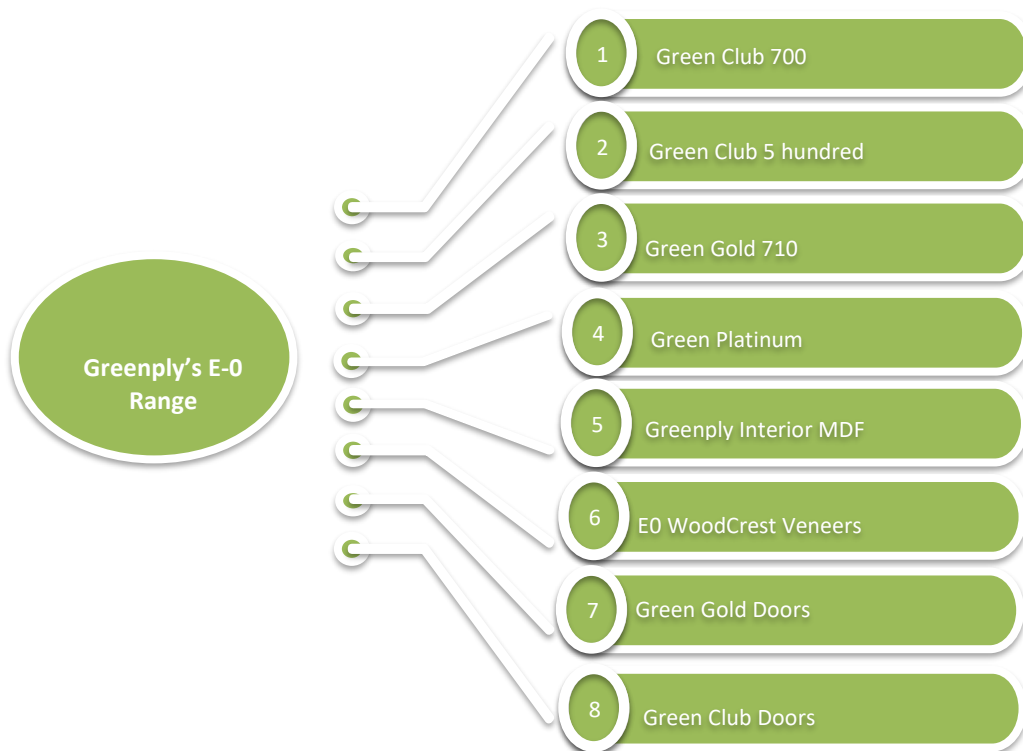 Greenply’s E-0
Range
1
Green Club 700
2
Green Club 5 hundred
3
Green Gold 710
4
Green Platinum
5
Greenply Interior MDF
6
E0 WoodCrest Veneers
7
Green Gold Doors
8
Green Club Doors